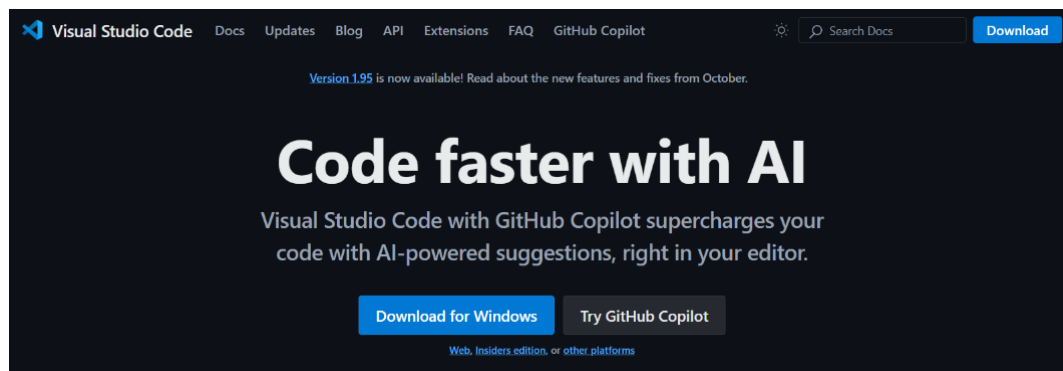 Visual Studio Code Docs Updates Blog API Extensions FAQ GitHub Copilot Search Docs Download
Version 1.95 is now available! Read about the new features and fixes from October.
Code faster with AI
Visual Studio Code with GitHub Copilot supercharges your
code with AI-powered suggestions, right in your editor.
Download for Windows Try GitHub Copilot
Web, Insiders edition, or other platforms